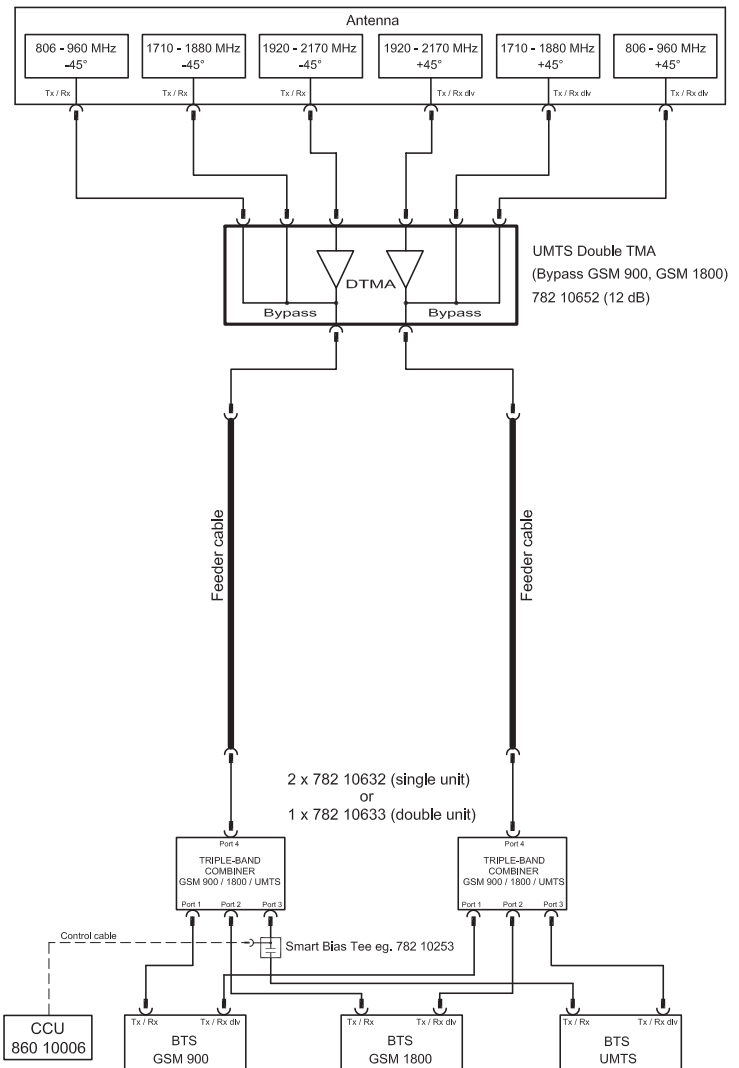 Antenna
806 - 960 MHz 1710 - 1880 MHz 1920 - 2170 MHz 1920 - 2170 MHz 1710 - 1880 MHz 806 - 960 MHz
-45° -45° -45° +45° +45° +45°
Tx / Rx Tx / Rx Tx / Rx Tx / Rx div Tx / Rx div Tx / Rx div
UMTS Double TMA
(Bypass GSM 900, GSM 1800)
782 10652 (12 dB)
DTMA
Bypass Bypass
Feeder cable
Feeder cable
2 x 782 10632 (single unit)
or
1 x 782 10633 (double unit)
Port 4
TRIPLE-BAND
COMBINER
GSM 900 / 1800 / UMTS
Port 1 Port 2 Port 3
Port 4
TRIPLE-BAND
COMBINER
GSM 900 / 1800 / UMTS
Port 1 Port 2 Port 3
Control cable
Smart Bias Tee eg. 782 10253
CCU
860 10006
Tx / Rx Tx / Rx div
BTS
GSM 900
Tx / Rx Tx / Rx div
BTS
GSM 1800
Tx / Rx Tx / Rx div
BTS
UMTS